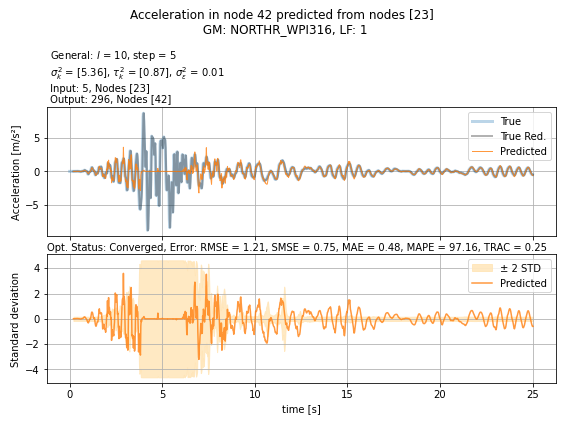 Acceleration in node 42 predicted from nodes [23]
GM: NORTHR_WPI316, LF: 1
General: l = 10, step = 5
σ²ₖ = [5.36], τ²ₖ = [0.87], σ²ε = 0.01
Input: 5, Nodes [23]
Output: 296, Nodes [42]
True
True Red.
Predicted
5
0
−5
Acceleration [m/s²]
Opt. Status: Converged, Error: RMSE = 1.21, SMSE = 0.75, MAE = 0.48, MAPE = 97.16, TRAC = 0.25
± 2 STD
Predicted
4
2
0
−2
−4
Standard deviation
0 5 10 15 20 25
time [s]